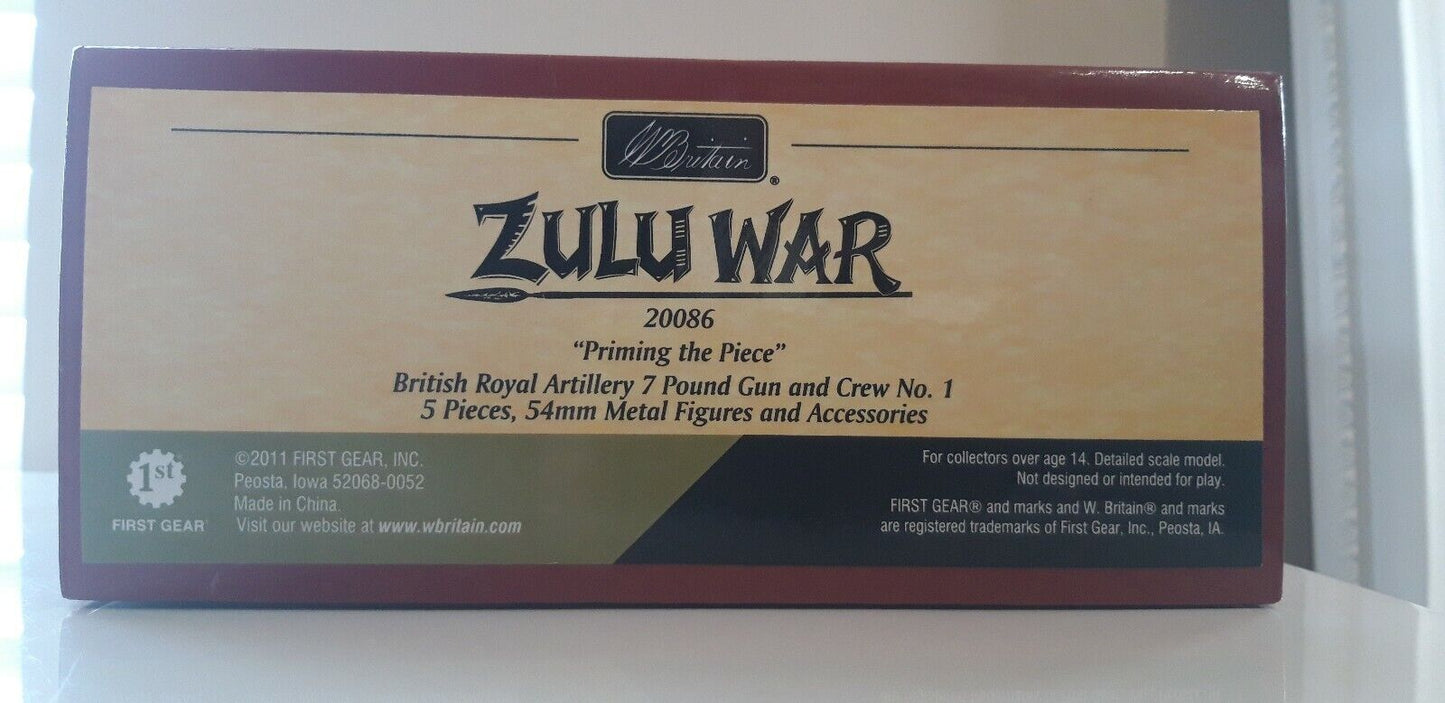 W Britain ®
ZULU WAR
20086
“Priming the Piece”
British Royal Artillery 7 Pound Gun and Crew No. 1
5 Pieces, 54mm Metal Figures and Accessories
1st
FIRST GEAR
©2011 FIRST GEAR, INC.
Peosta, Iowa 52068-0052
Made in China.
Visit our website at www.wbritain.com
For collectors over age 14. Detailed scale model.
Not designed or intended for play.
FIRST GEAR® and marks and W. Britain® and marks
are registered trademarks of First Gear, Inc., Peosta, IA.